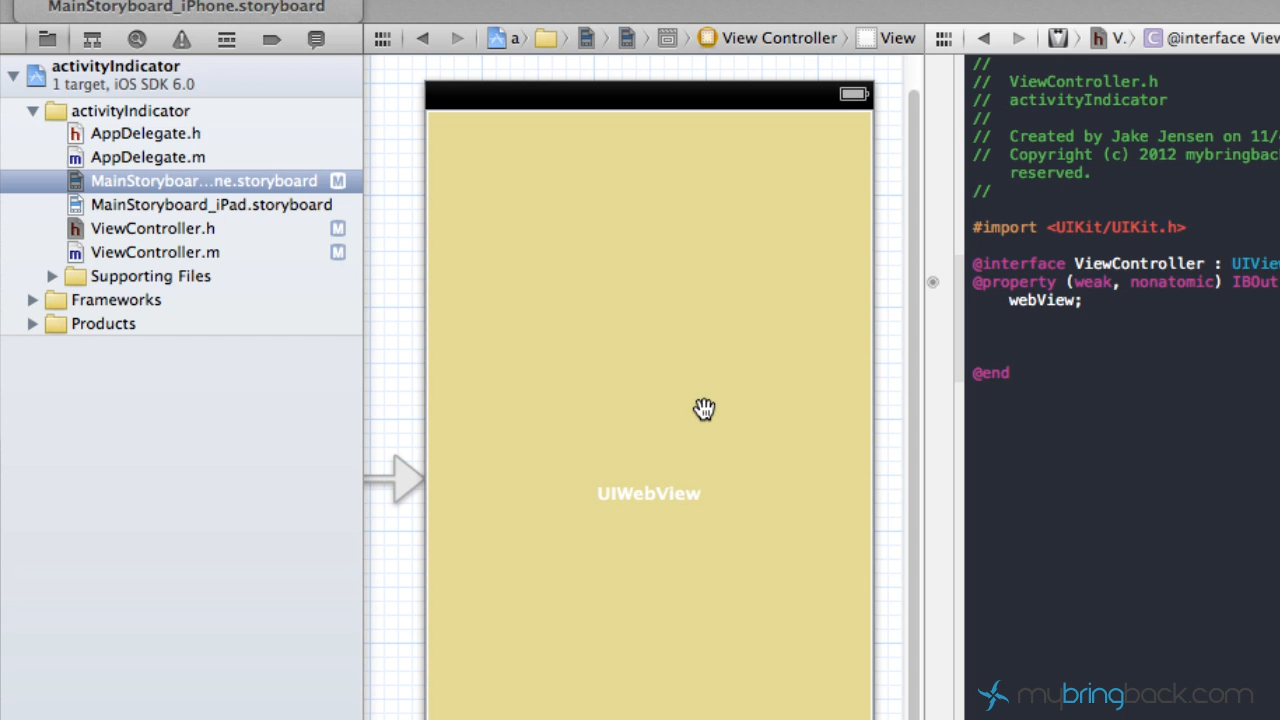 MainStoryboard_iPhone.storyboard
a View Controller View
V. @interface View
activityIndicator
1 target, iOS SDK 6.0
activityIndicator
AppDelegate.h
AppDelegate.m
MainStoryboar...ne.storyboard M
MainStoryboard_iPad.storyboard
ViewController.h M
ViewController.m M
Supporting Files
Frameworks
Products
UIWebView
//
// ViewController.h
// activityIndicator
//
// Created by Jake Jensen on 11/
// Copyright (c) 2012 mybringback
reserved.
//
#import <UIKit/UIKit.h>
@interface ViewController : UIView
@property (weak, nonatomic) IBOut
webView;
@end
mybringback.com